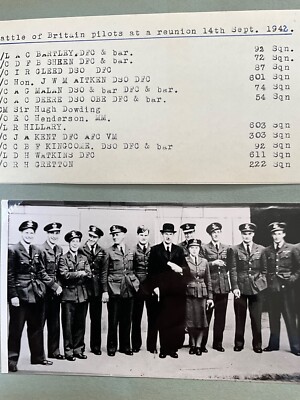 attle of Britain pilots at a reunion 14th Sept. 1942.
/L A C BARTLEY, DFC & bar. 92 Sqn.
/C D F B SHEEN DFC & bar. 72 Sqn.
/C I R GLEED DSO DFC 87 Sqn
/C Hon. J W M AITKEN DSO DFC 601 Sqn
/C A G MALAN DSO & bar DFC & bar. 74 Sqn
/C A C DEERE DSO OBE DFC & bar. 54 Sqn
CM Sir Hugh Dowding
/O E C Henderson, MM.
/L R HILLARY. 603 Sqn
/C J A KENT DFC AFC VM 303 Sqn
/C C B F KINGCOME, DSO DFC & bar 92 Sqn
/L D H WATKINS DFC 611 Sqn
/O R H GRETTON 222 Sqn